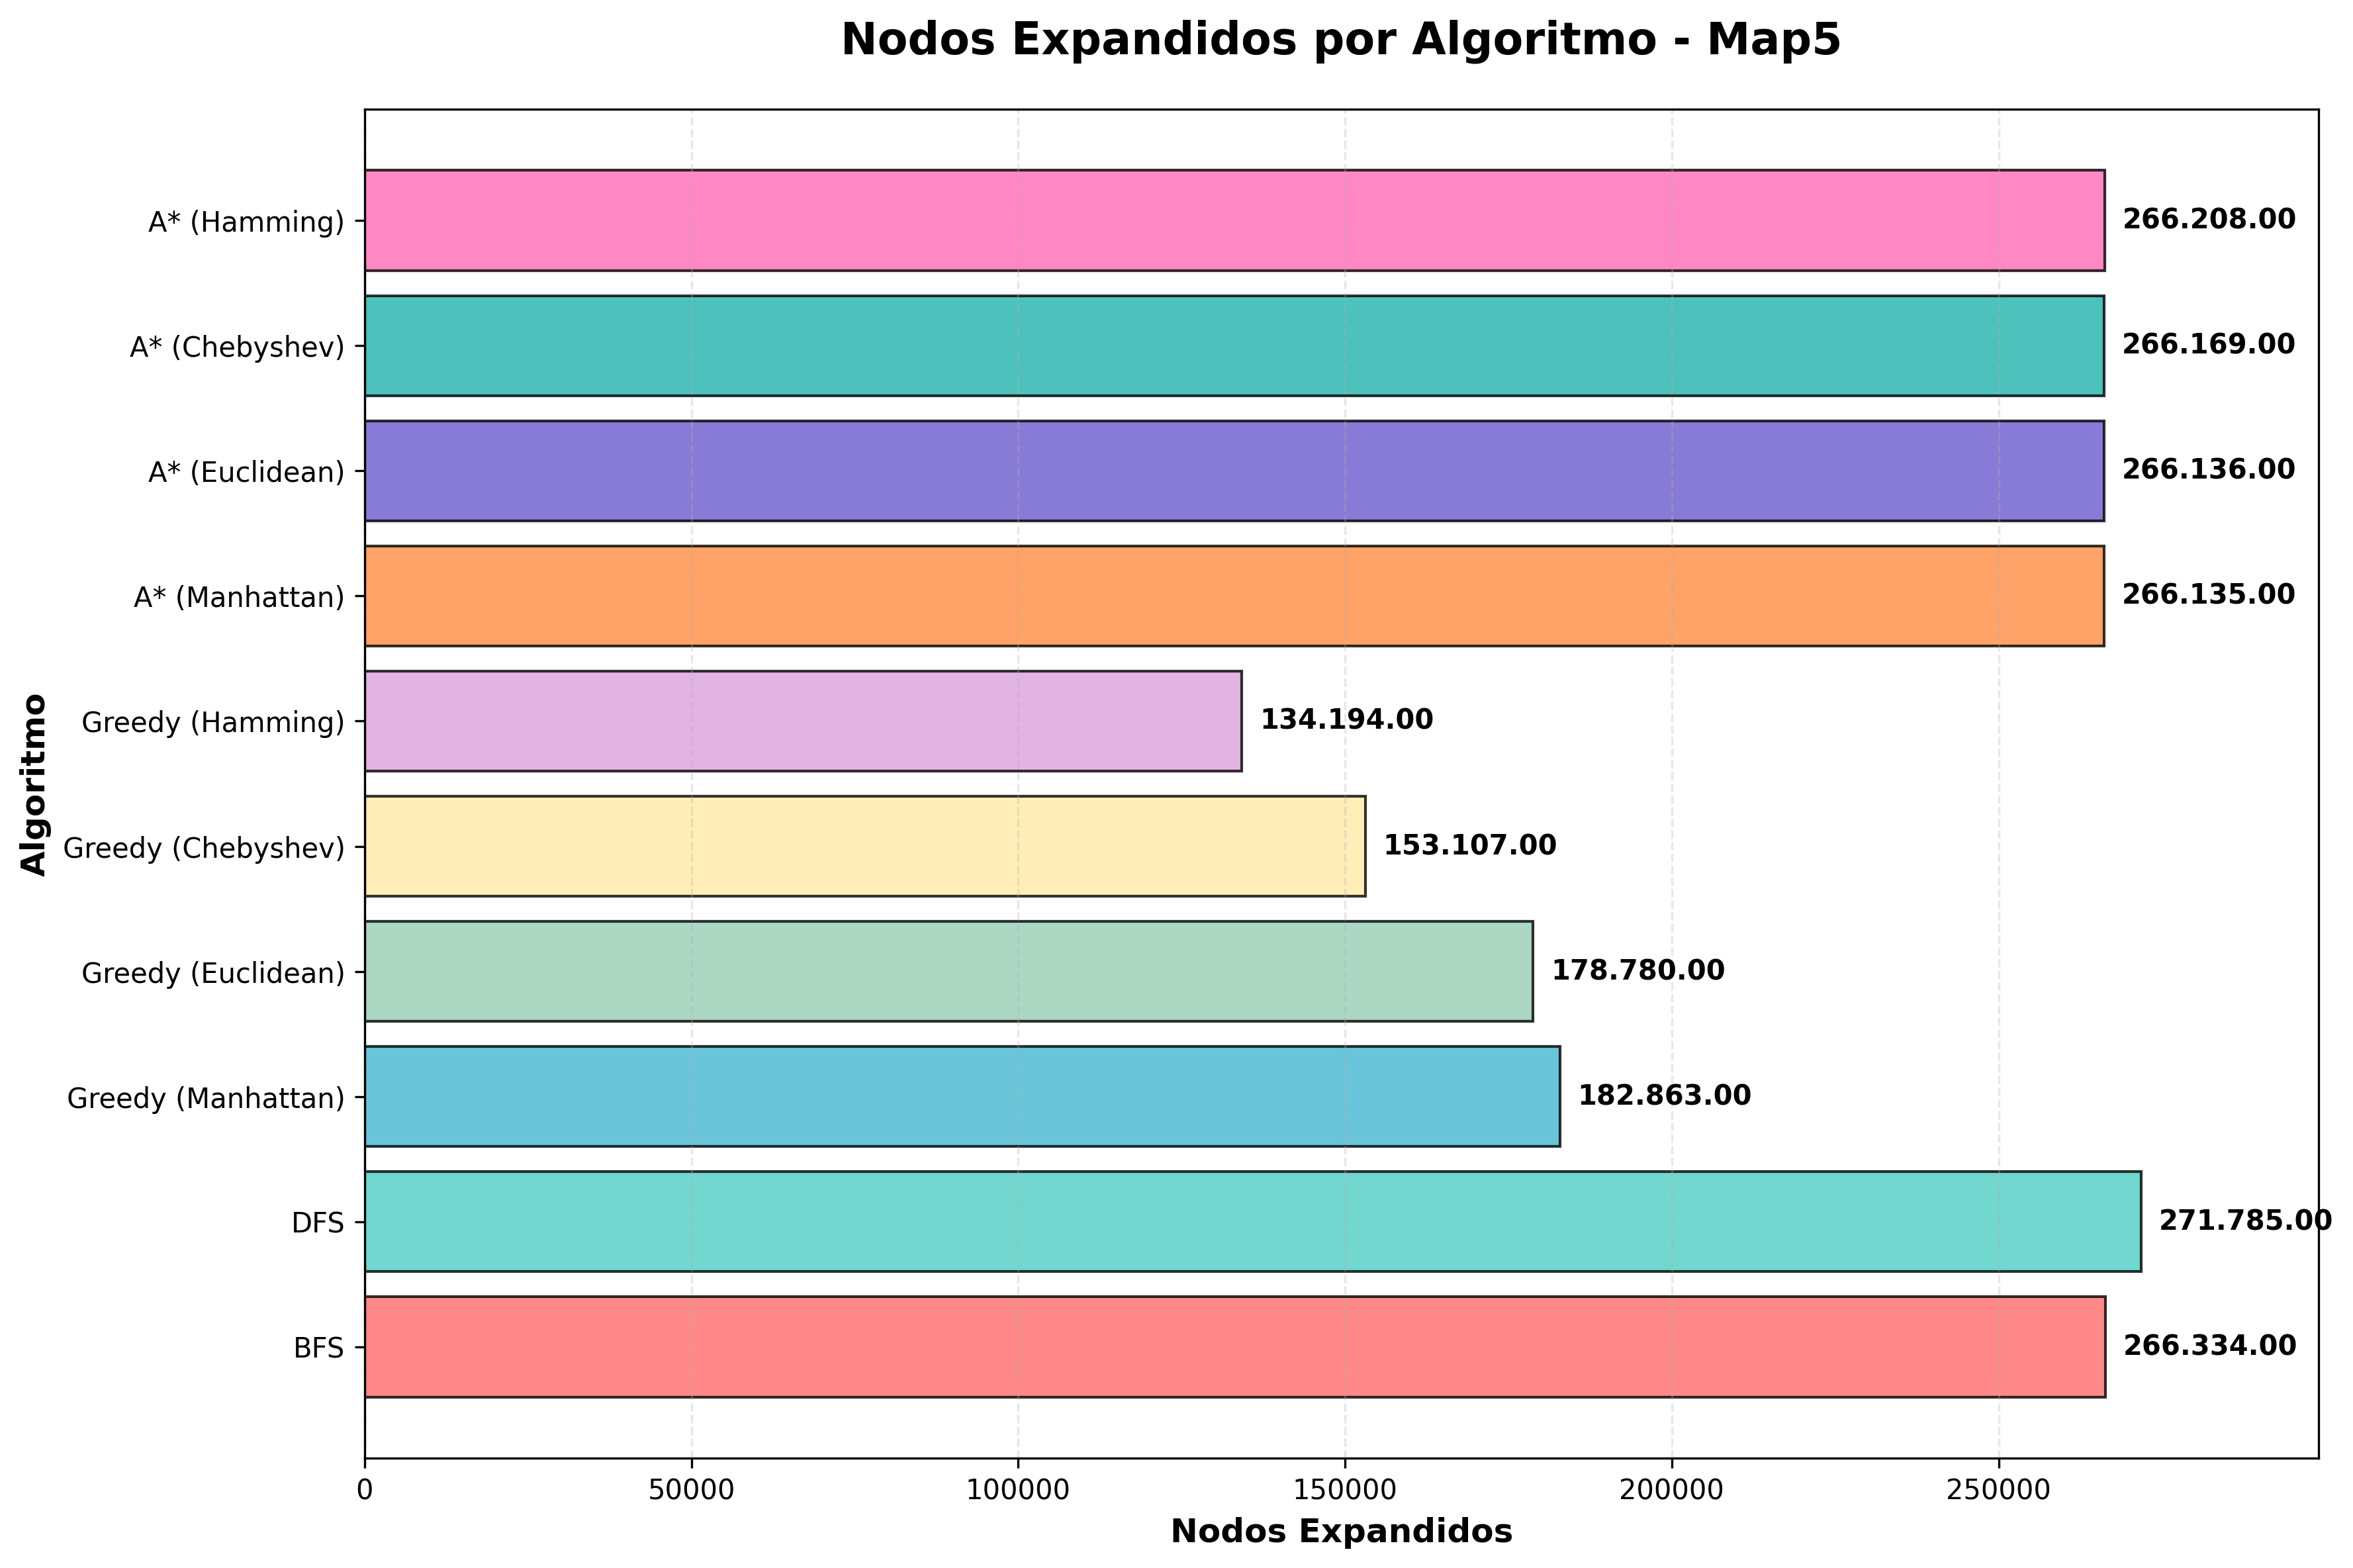 Nodos Expandidos por Algoritmo - Map5
A* (Hamming)
266.208.00
A* (Chebyshev)
266.169.00
A* (Euclidean)
266.136.00
A* (Manhattan)
266.135.00
Greedy (Hamming)
134.194.00
Greedy (Chebyshev)
153.107.00
Greedy (Euclidean)
178.780.00
Greedy (Manhattan)
182.863.00
DFS
271.785.00
BFS
266.334.00
Algoritmo
0 50000 100000 150000 200000 250000
Nodos Expandidos